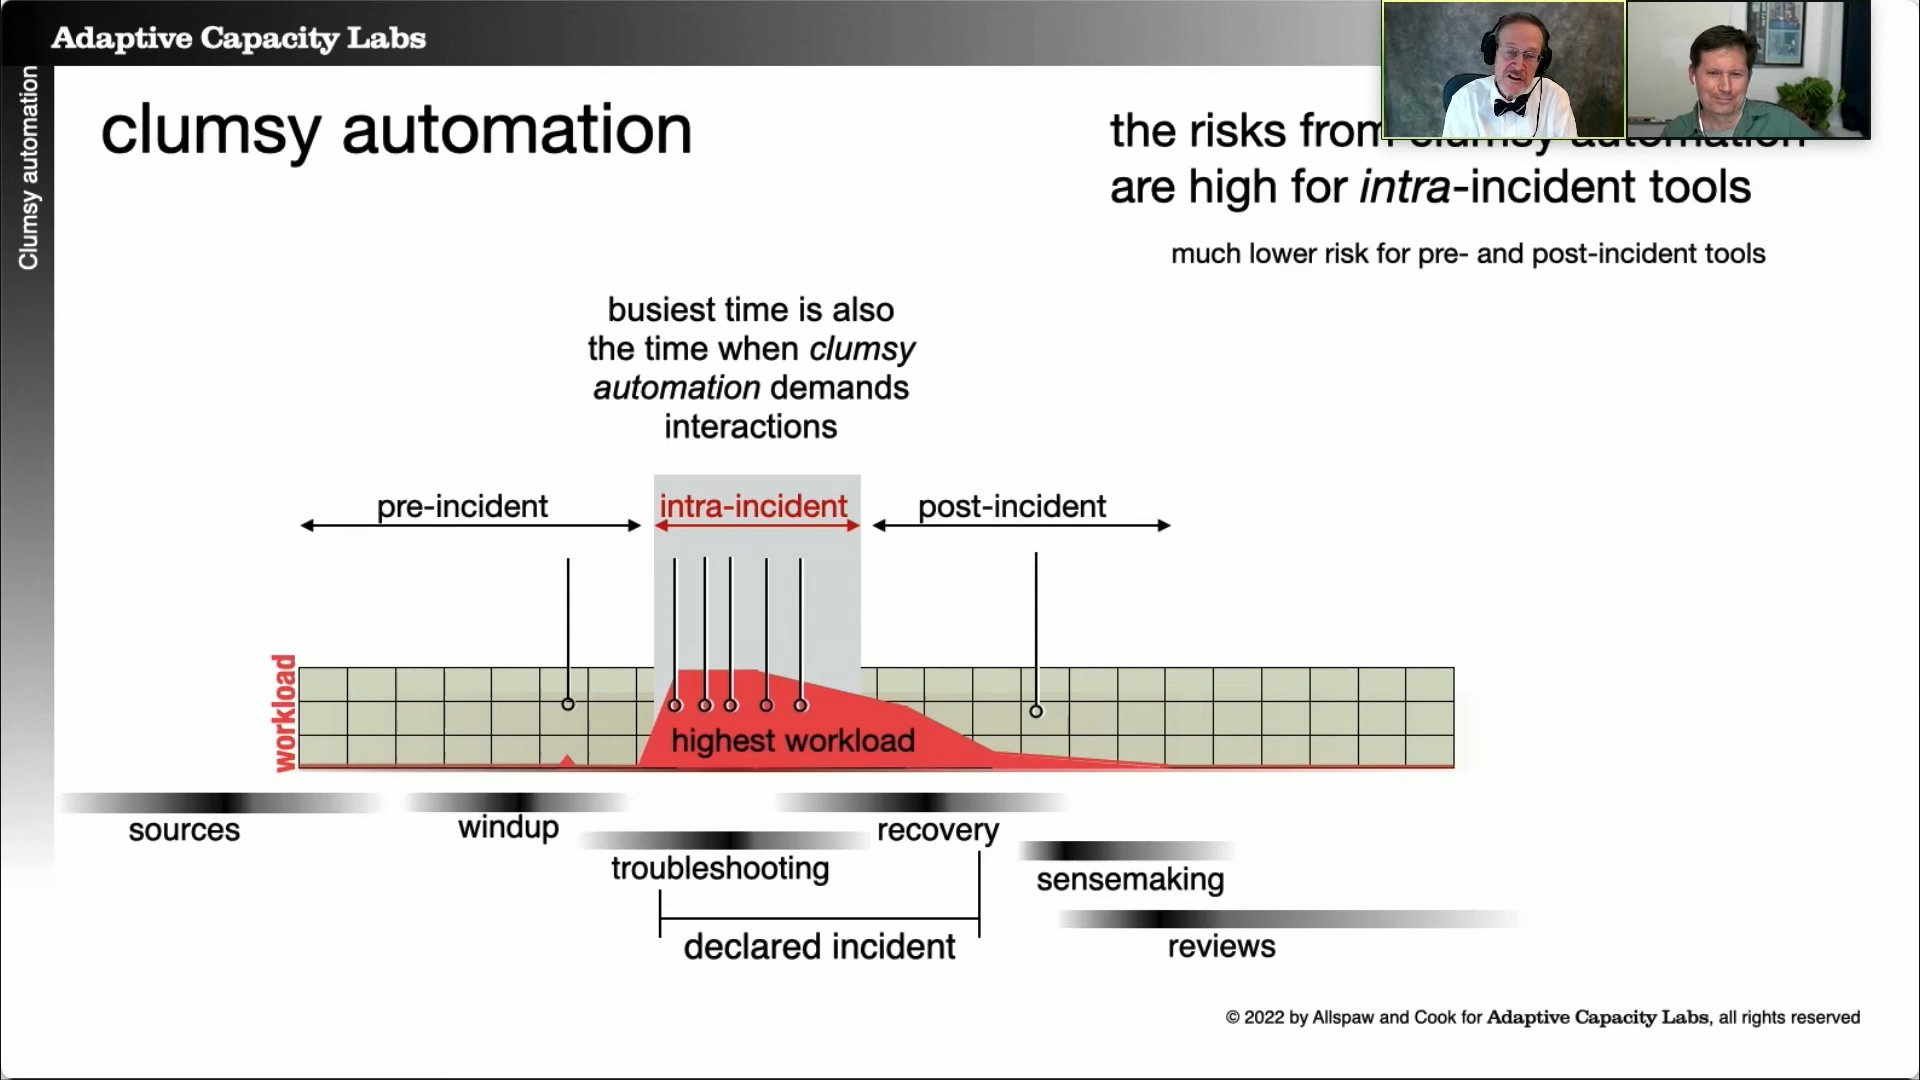 Adaptive Capacity Labs
Clumsy automation
clumsy automation
the risks from clumsy automation
are high for intra-incident tools
much lower risk for pre- and post-incident tools
busiest time is also
the time when clumsy
automation demands
interactions
pre-incident
intra-incident
post-incident
workload
highest workload
sources
windup
recovery
troubleshooting
sensemaking
declared incident
reviews
© 2022 by Allspaw and Cook for Adaptive Capacity Labs, all rights reserved